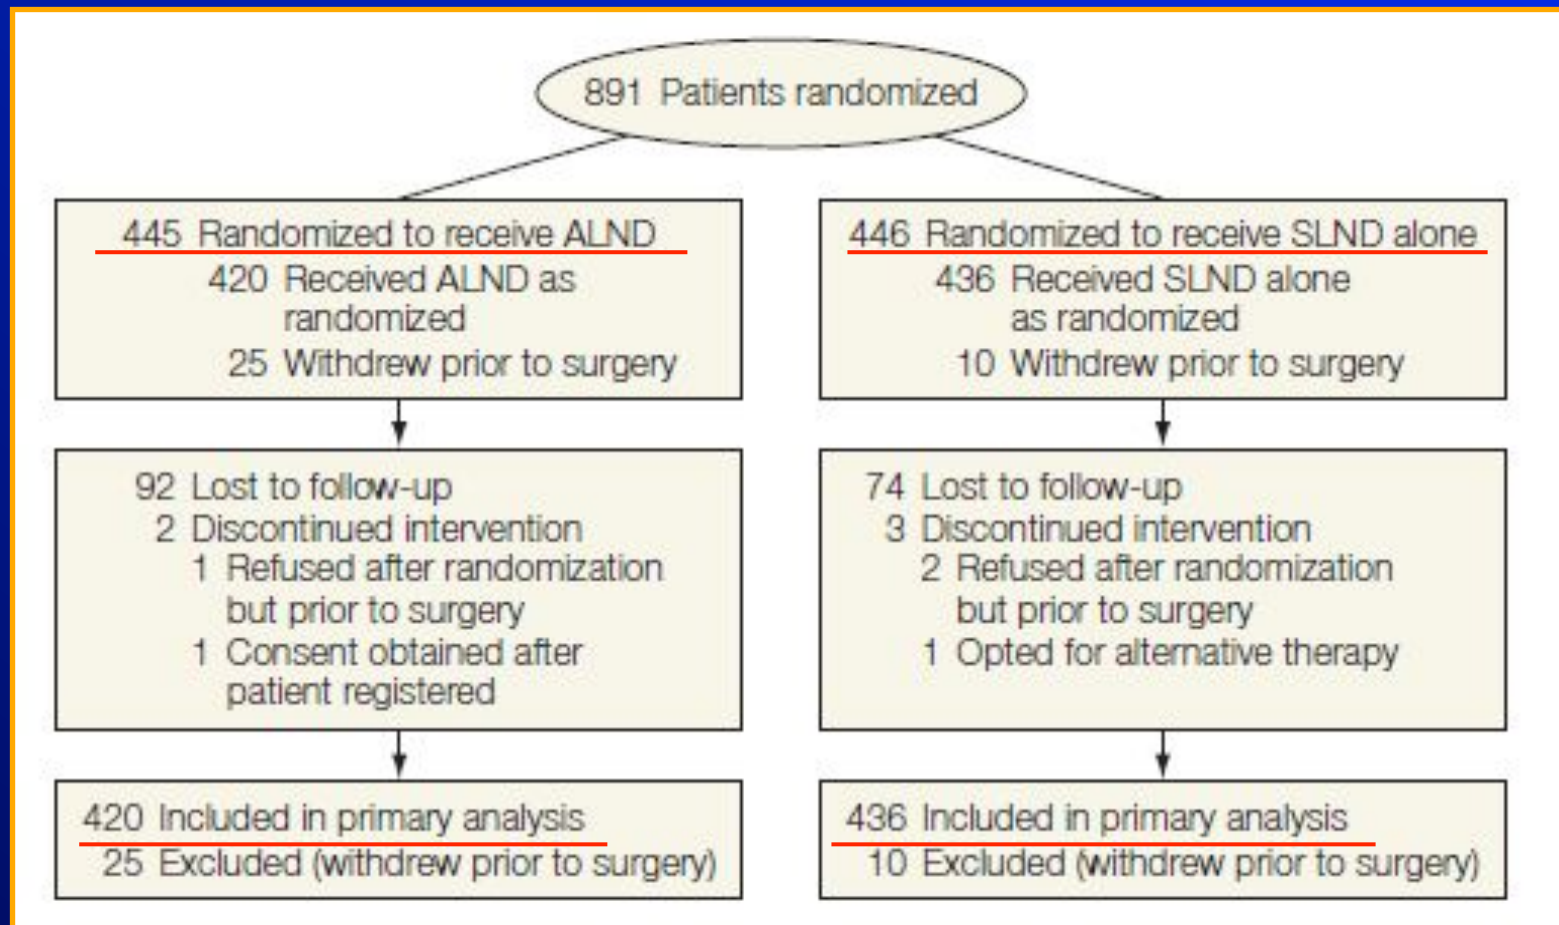 891 Patients randomized
445 Randomized to receive ALND
420 Received ALND as
randomized
25 Withdrew prior to surgery
446 Randomized to receive SLND alone
436 Received SLND alone
as randomized
10 Withdrew prior to surgery
92 Lost to follow-up
2 Discontinued intervention
1 Refused after randomization
but prior to surgery
1 Consent obtained after
patient registered
74 Lost to follow-up
3 Discontinued intervention
2 Refused after randomization
but prior to surgery
1 Opted for alternative therapy
420 Included in primary analysis
25 Excluded (withdrew prior to surgery)
436 Included in primary analysis
10 Excluded (withdrew prior to surgery)